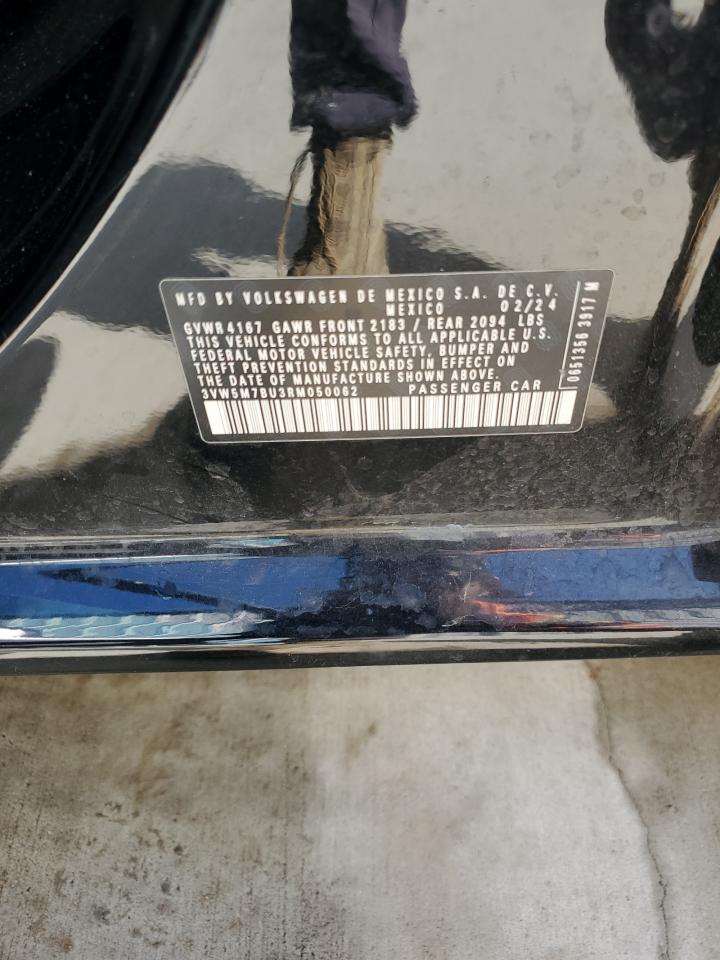 MFD BY VOLKSWAGEN DE MEXICO S.A. DE C.V.
MEXICO 02/24
GVWR 4167 GAWR FRONT 2183 / REAR 2094 LBS
THIS VEHICLE CONFORMS TO ALL APPLICABLE U.S.
FEDERAL MOTOR VEHICLE SAFETY, BUMPER AND
THEFT PREVENTION STANDARDS IN EFFECT ON
THE DATE OF MANUFACTURE SHOWN ABOVE.
3VW5M7BU3RM050062 PASSENGER CAR
0651356 3917 M